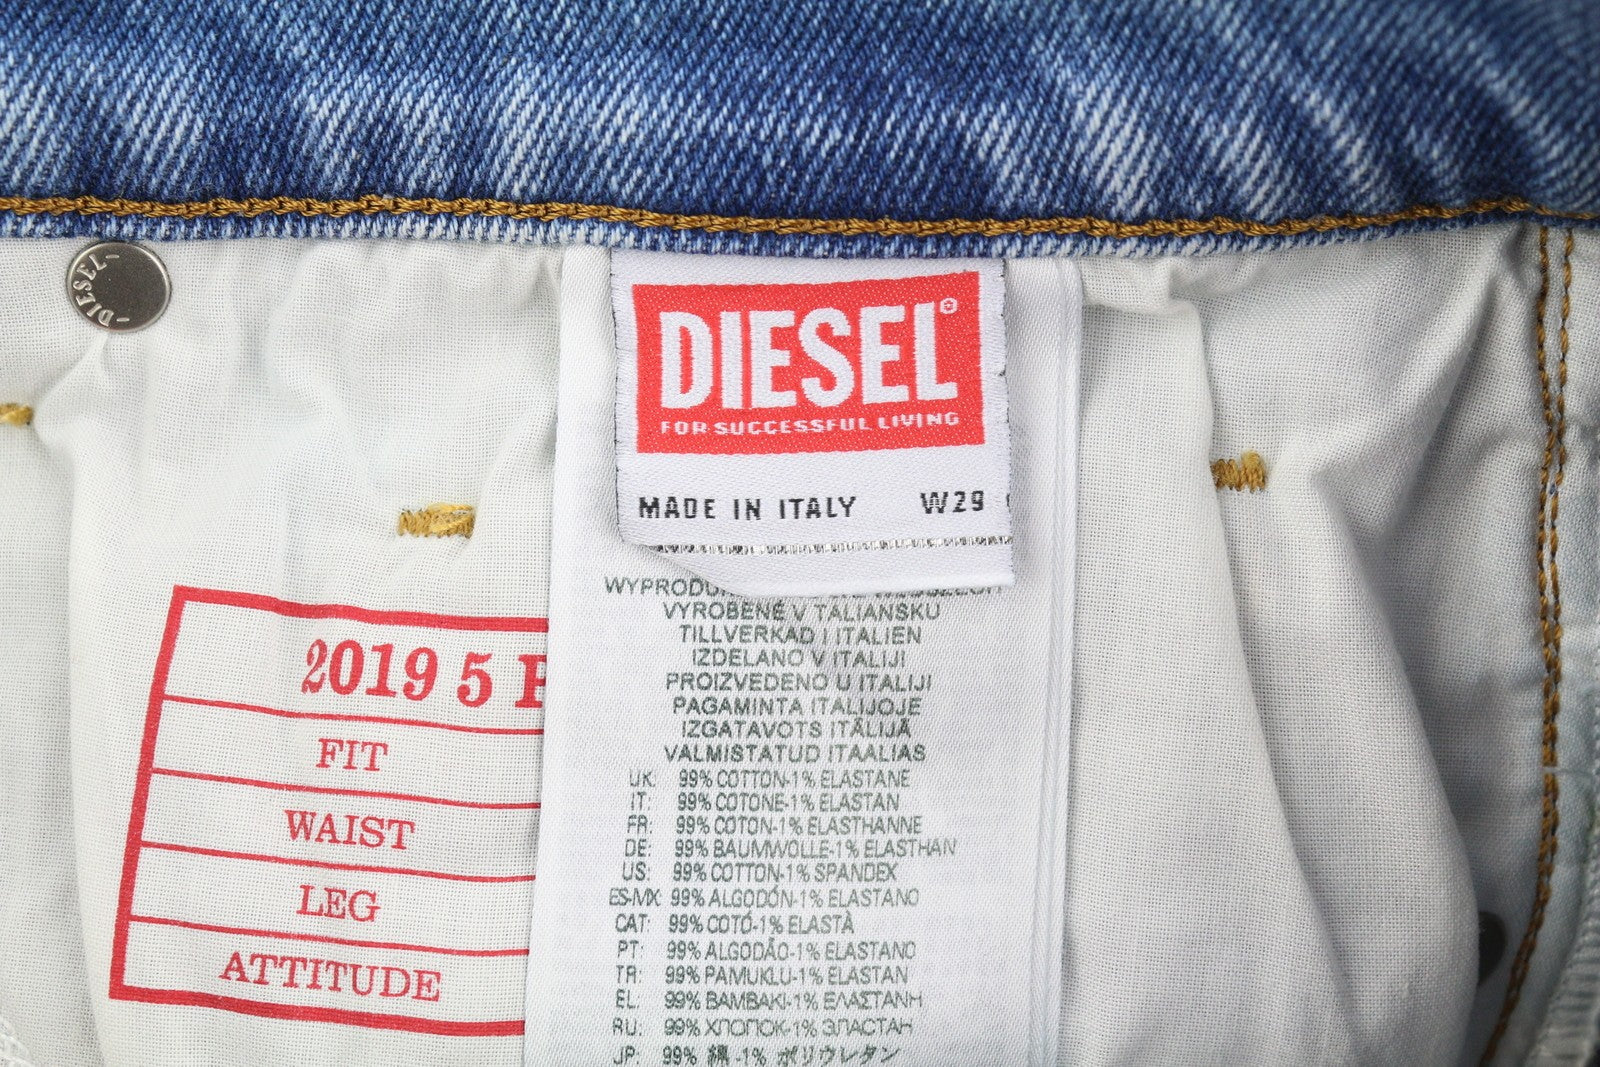 DIESEL
DIESEL
FOR SUCCESSFUL LIVING
MADE IN ITALY W29
VYROBENÉ V TALIANSKU
TILLVERKAD I ITALIEN
IZDELANO V ITALIJI
PROIZVEDENO U ITALIJI
PAGAMINTA ITALIJOJE
IZGATAVOTS ITĀLIJĀ
VALMISTATUD ITAALIAS
UK: 99% COTTON-1% ELASTANE
IT: 99% COTONE-1% ELASTAN
FR: 99% COTON-1% ELASTHANNE
DE: 99% BAUMWOLLE-1% ELASTHAN
US: 99% COTTON-1% SPANDEX
ES-MX: 99% ALGODÓN-1% ELASTANO
CAT: 99% COTÓ-1% ELASTÀ
PT: 99% ALGODÃO-1% ELASTANO
TR: 99% PAMUKLU-1% ELASTAN
EL: 99% ΒΑΜΒΑΚΙ-1% ΕΛΑΣΤΑΝΗ
RU: 99% ХЛОПОК-1% ЭЛАСТАН
JP: 99% 綿 -1% ポリウレタン
2019 5
FIT
WAIST
LEG
ATTITUDE